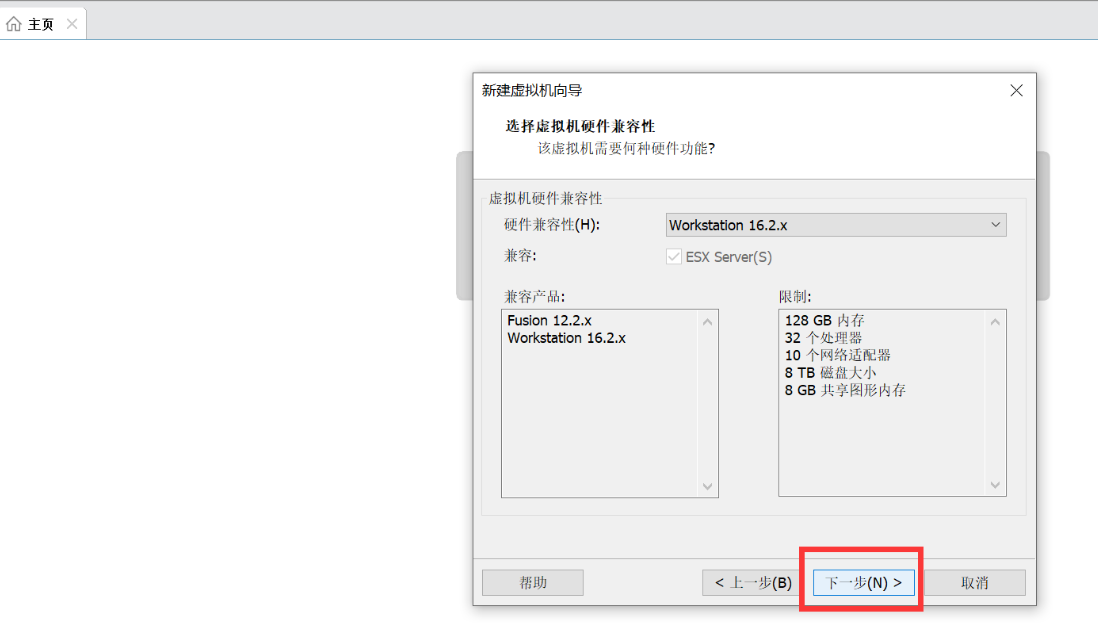 主页
新建虚拟机向导
选择虚拟机硬件兼容性
该虚拟机需要何种硬件功能?
虚拟机硬件兼容性
硬件兼容性(H): Workstation 16.2.x
兼容: ESX Server(S)
兼容产品:
Fusion 12.2.x
Workstation 16.2.x
限制:
128 GB 内存
32 个处理器
10 个网络适配器
8 TB 磁盘大小
8 GB 共享图形内存
帮助 < 上一步(B) 下一步(N) > 取消